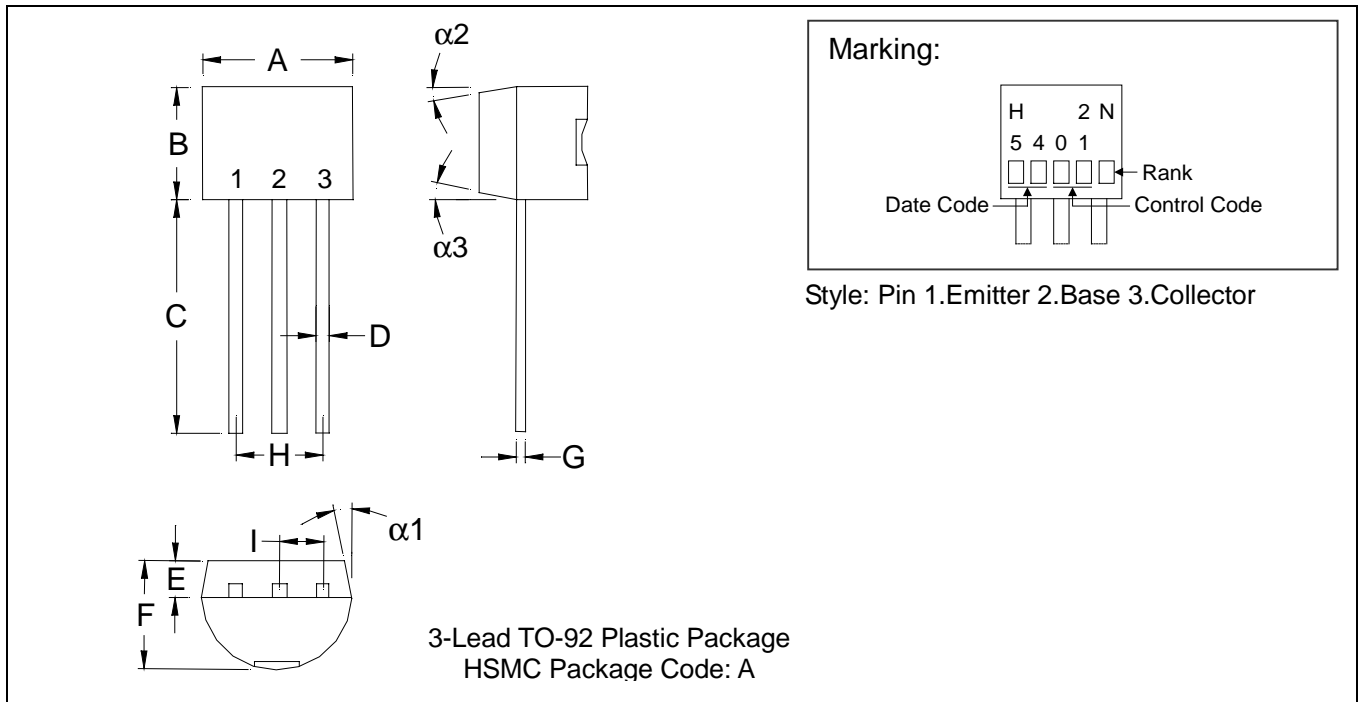 α2
A
B
1 2 3
α3
C
D
H
G
α1
I
E
F
3-Lead TO-92 Plastic Package
HSMC Package Code: A
Marking:
H 2 N
5 4 0 1
Rank
Date Code
Control Code
Style: Pin 1.Emitter 2.Base 3.Collector